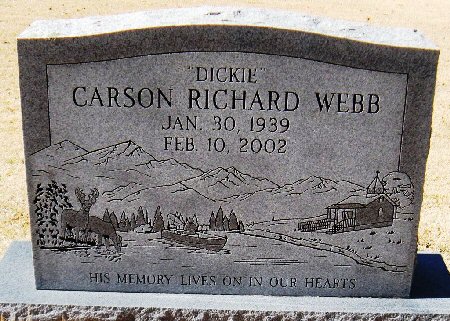 "DICKIE"
CARSON RICHARD WEBB
JAN. 30, 1939
FEB. 10, 2002
HIS MEMORY LIVES ON IN OUR HEARTS